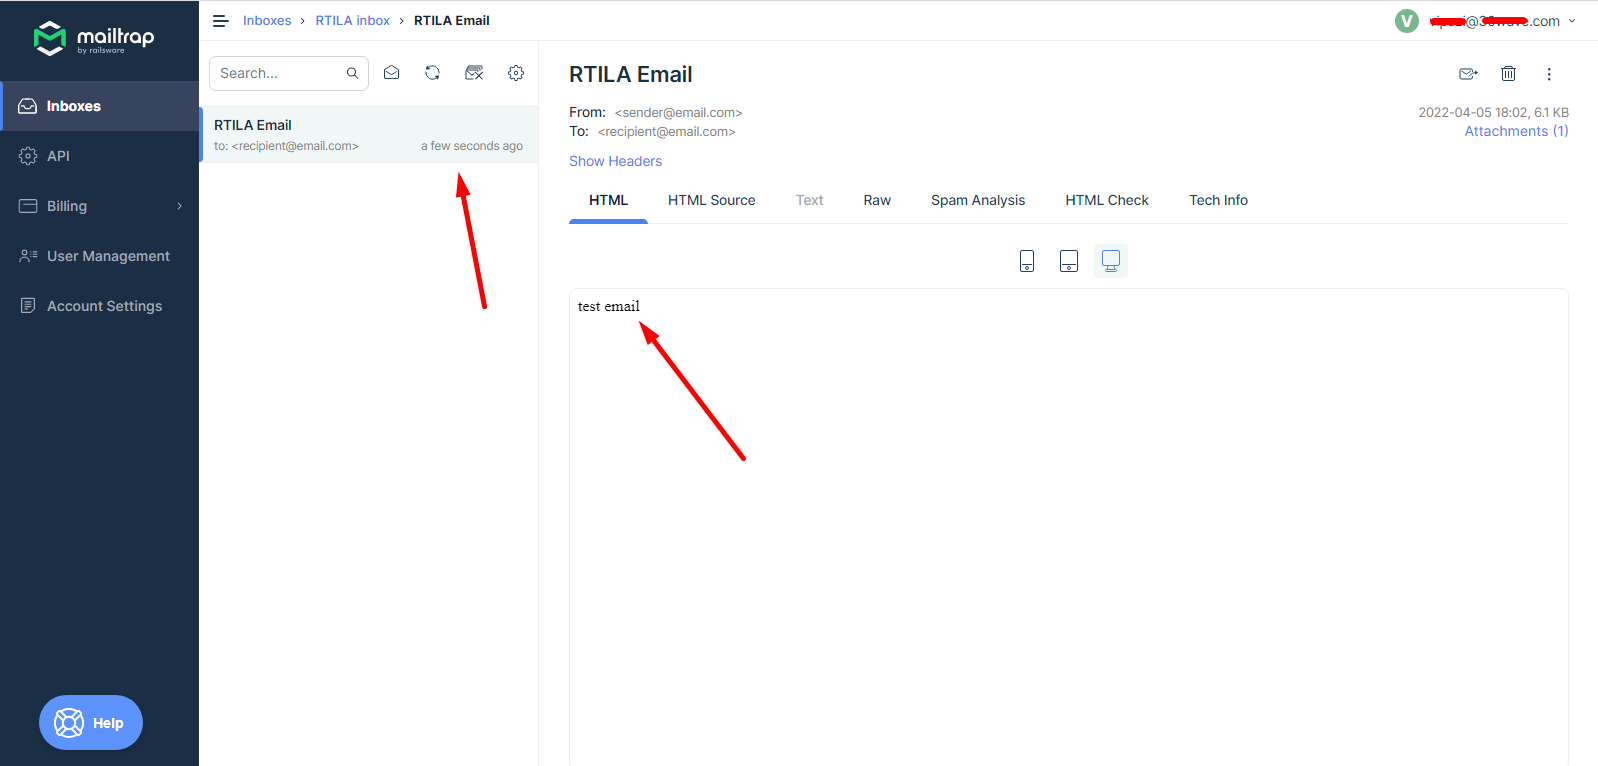 mailtrap
by railsware
Inboxes
API
Billing
User Management
Account Settings
Help
Inboxes › RTILA inbox › RTILA Email
V
.com
Search...
RTILA Email
to: <recipient@email.com> a few seconds ago
RTILA Email
From: <sender@email.com>
To: <recipient@email.com>
2022-04-05 18:02, 6.1 KB
Attachments (1)
Show Headers
HTML HTML Source Text Raw Spam Analysis HTML Check Tech Info
test email